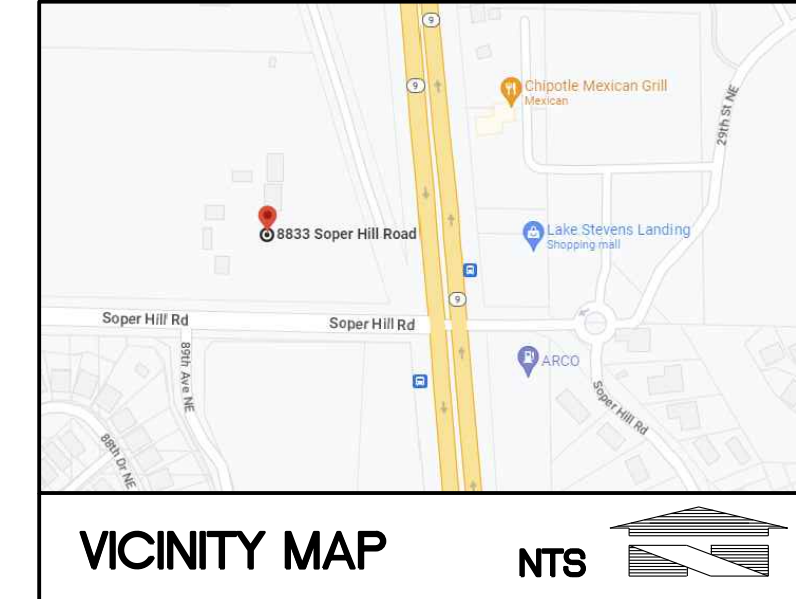 9
9
Chipotle Mexican Grill
Mexican
29th St NE
8833 Soper Hill Road
Lake Stevens Landing
Shopping mall
9
Soper Hill Rd
Soper Hill Rd
89th Ave NE
ARCO
Soper Hill Rd
88th Dr NE
VICINITY MAP
NTS